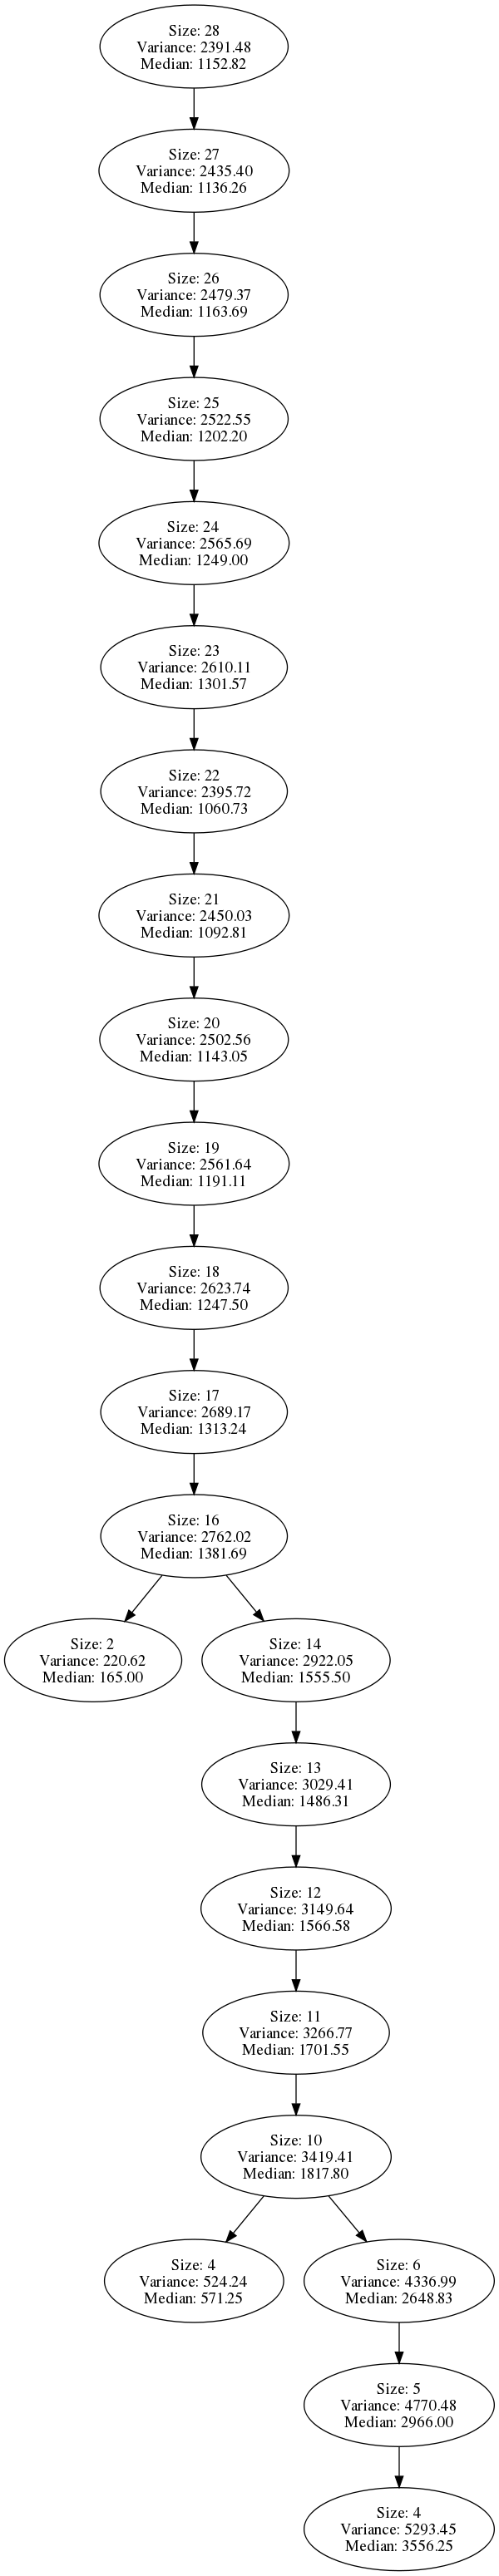 Size: 28
Variance: 2391.48
Median: 1152.82
Size: 27
Variance: 2435.40
Median: 1136.26
Size: 26
Variance: 2479.37
Median: 1163.69
Size: 25
Variance: 2522.55
Median: 1202.20
Size: 24
Variance: 2565.69
Median: 1249.00
Size: 23
Variance: 2610.11
Median: 1301.57
Size: 22
Variance: 2395.72
Median: 1060.73
Size: 21
Variance: 2450.03
Median: 1092.81
Size: 20
Variance: 2502.56
Median: 1143.05
Size: 19
Variance: 2561.64
Median: 1191.11
Size: 18
Variance: 2623.74
Median: 1247.50
Size: 17
Variance: 2689.17
Median: 1313.24
Size: 16
Variance: 2762.02
Median: 1381.69
Size: 2
Variance: 220.62
Median: 165.00
Size: 14
Variance: 2922.05
Median: 1555.50
Size: 13
Variance: 3029.41
Median: 1486.31
Size: 12
Variance: 3149.64
Median: 1566.58
Size: 11
Variance: 3266.77
Median: 1701.55
Size: 10
Variance: 3419.41
Median: 1817.80
Size: 4
Variance: 524.24
Median: 571.25
Size: 6
Variance: 4336.99
Median: 2648.83
Size: 5
Variance: 4770.48
Median: 2966.00
Size: 4
Variance: 5293.45
Median: 3556.25